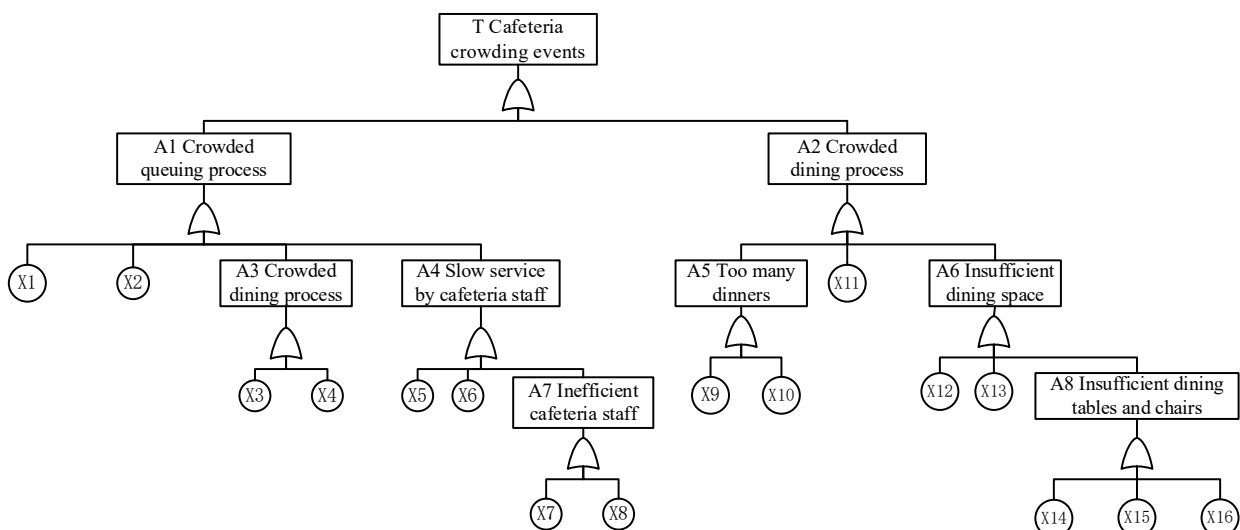 T Cafeteria
crowding events
A1 Crowded
queuing process
A2 Crowded
dining process
X1
X2
A3 Crowded
dining process
A4 Slow service
by cafeteria staff
A5 Too many
dinners
X11
A6 Insufficient
dining space
X3
X4
X5
X6
A7 Inefficient
cafeteria staff
X9
X10
X12
X13
A8 Insufficient dining
tables and chairs
X7
X8
X14
X15
X16